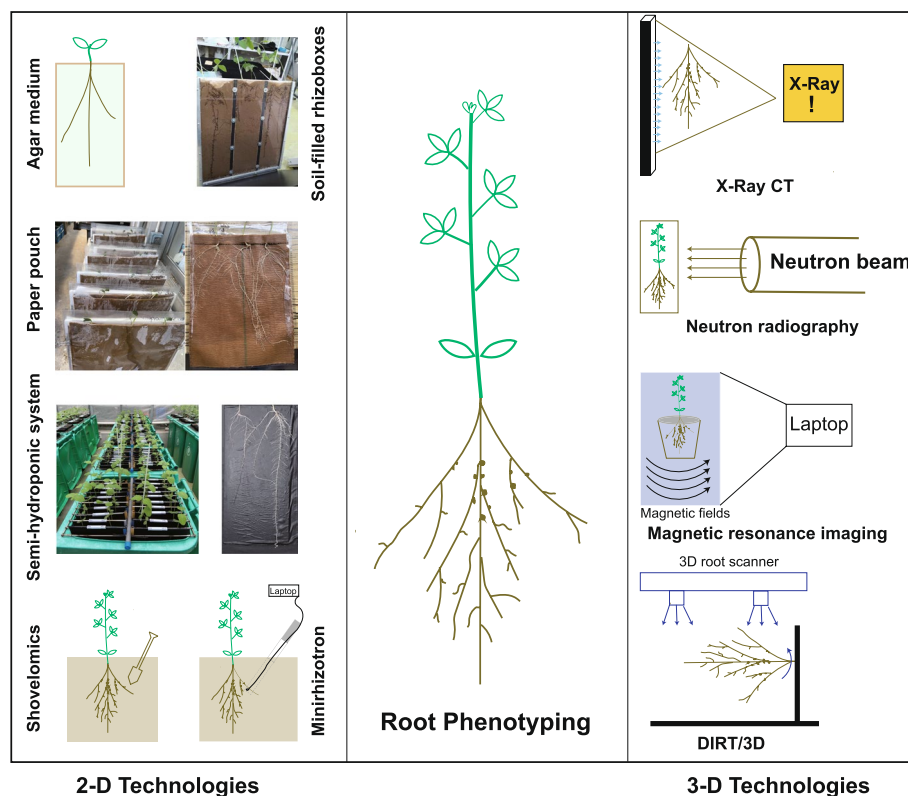 Agar medium
Soil-filled rhizoboxes
Paper pouch
Semi-hydroponic system
Shovelomics
Laptop
Minirhizotron
2-D Technologies
Root Phenotyping
X-Ray
!
X-Ray CT
Neutron beam
Neutron radiography
Laptop
Magnetic fields
Magnetic resonance imaging
3D root scanner
DIRT/3D
3-D Technologies